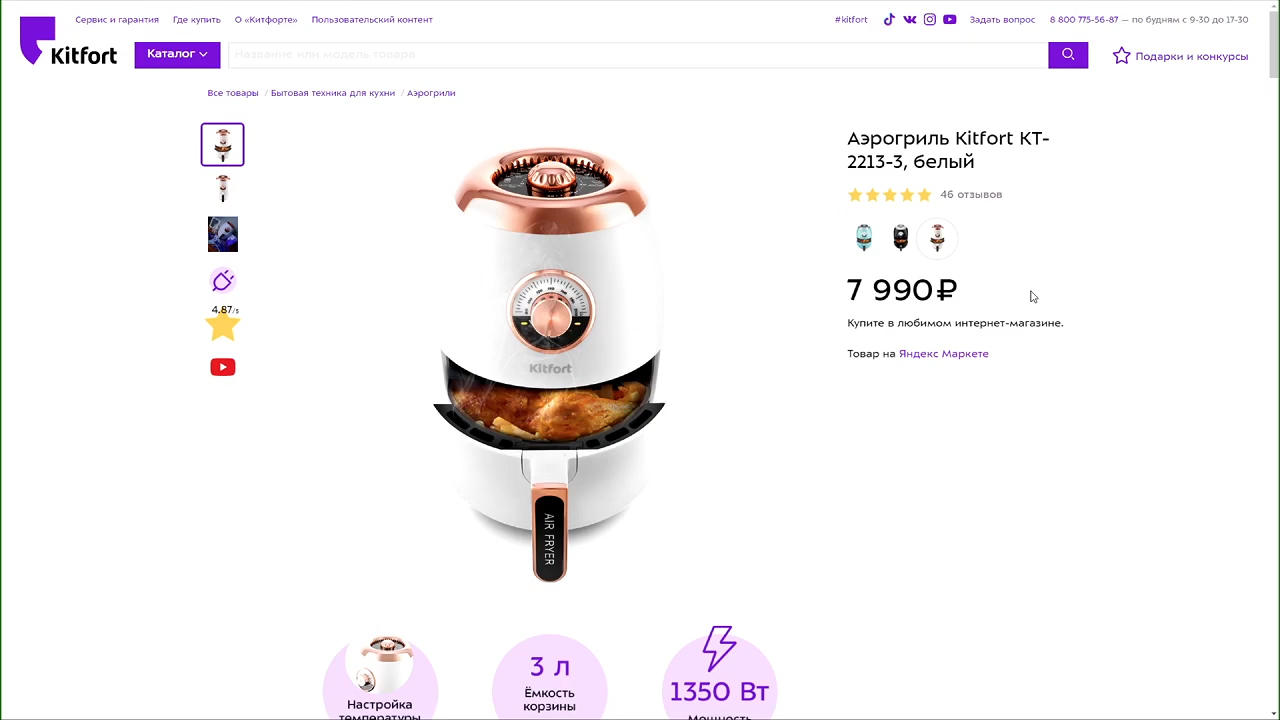 Сервис и гарантия Где купить О «Китфорте» Пользовательский контент #kitfort Задать вопрос 8 800 775-56-87 — по будням с 9-30 до 17-30
Kitfort Каталог Название или модель товара Подарки и конкурсы
Все товары / Бытовая техника для кухни / Аэрогрили
Аэрогриль Kitfort КТ-
2213-3, белый
46 отзывов
7 990₽
4.87/5
Купите в любимом интернет-магазине.
Товар на Яндекс Маркете
Kitfort
AIR FRYER
Настройка
температуры
3 л
Ёмкость
корзины
1350 Вт
Мощность